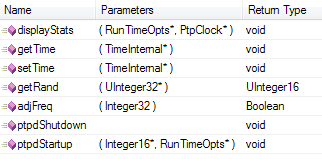 Name Parameters Return Type
displayStats ( RunTimeOpts*, PtpClock* ) void
getTime ( TimeInternal* ) void
setTime ( TimeInternal* ) void
getRand ( UInteger32* ) UInteger16
adjFreq ( Integer32 ) Boolean
ptpdShutdown void
ptpdStartup ( Integer16*, RunTimeOpts* ) void